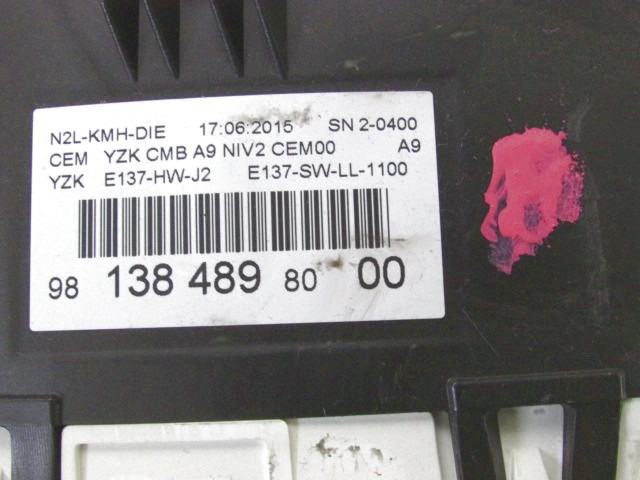 N2L-KMH-DIE 17:06:2015 SN 2-0400
CEM YZK CMB A9 NIV2 CEM00 A9
YZK E137-HW-J2 E137-SW-LL-1100
98 138 489 80 00